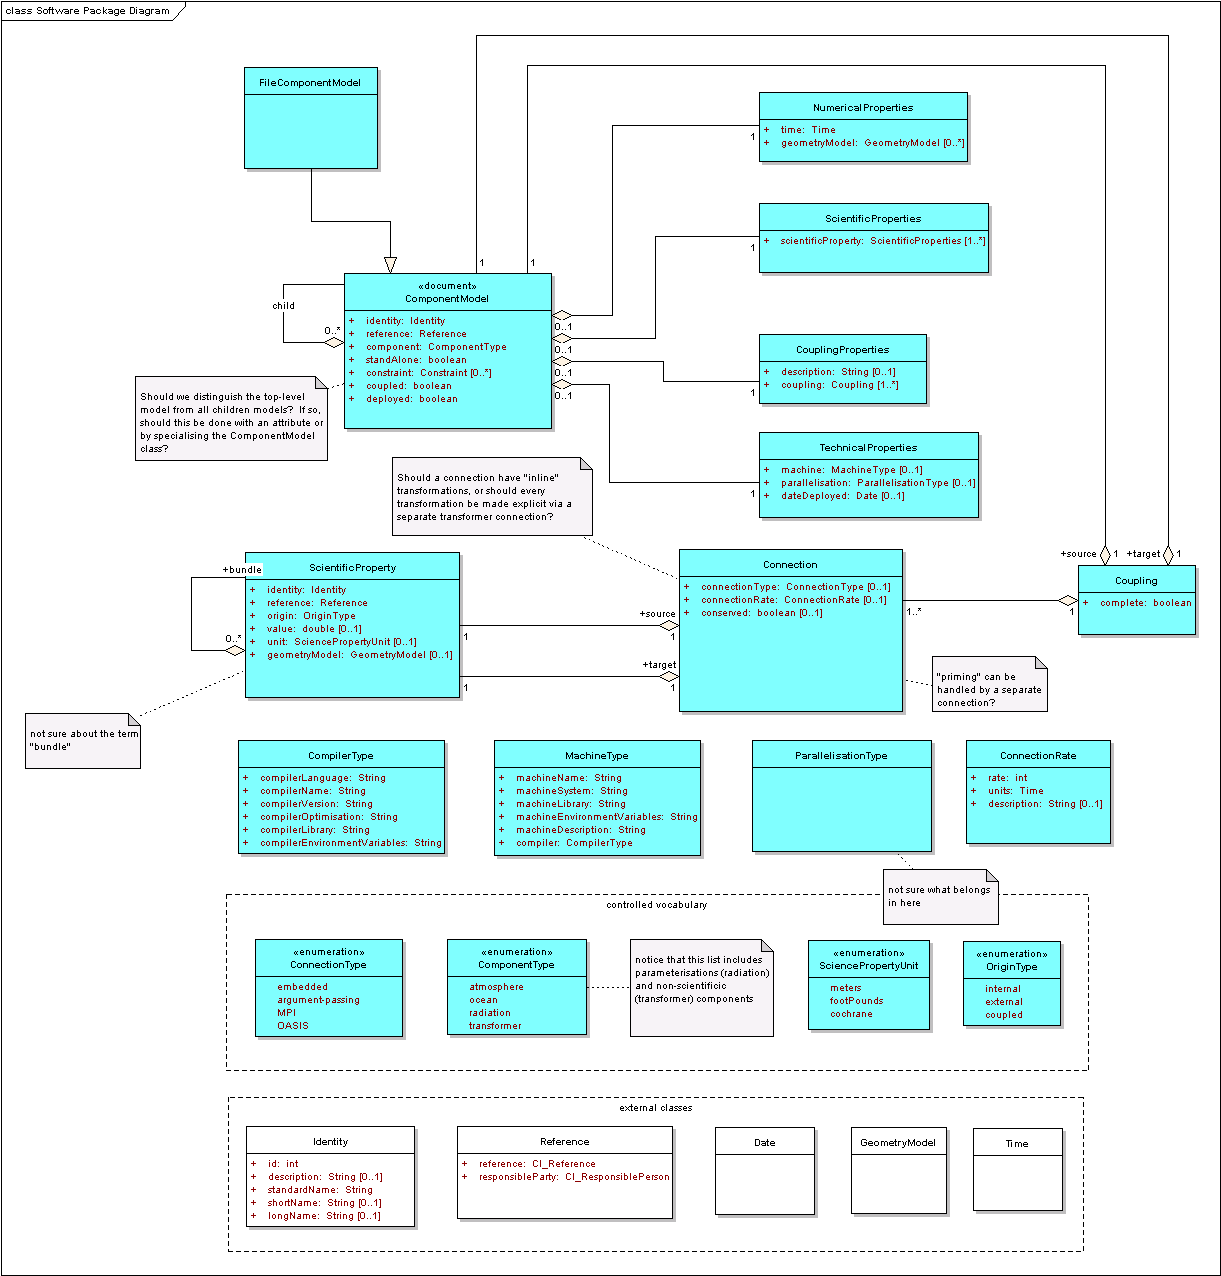 class Software Package Diagram
FileComponentModel
NumericalProperties
+ time: Time
+ geometryModel: GeometryModel [0..*]
1
ScientificProperties
+ scientificProperty: ScientificProperties [1..*]
1
1
1
«document»
ComponentModel
+ identity: Identity
+ reference: Reference
+ component: ComponentType
+ standAlone: boolean
+ constraint: Constraint [0..*]
+ coupled: boolean
+ deployed: boolean
child
0..*
0..1
0..1
0..1
0..1
CouplingProperties
+ description: String [0..1]
+ coupling: Coupling [1..*]
1
Should we distinguish the top-level
model from all children models? If so,
should this be done with an attribute or
by specialising the ComponentModel
class?
TechnicalProperties
+ machine: MachineType [0..1]
+ parallelisation: ParallelisationType [0..1]
+ dateDeployed: Date [0..1]
1
Should a connection have "inline"
transformations, or should every
transformation be made explicit via a
separate transformer connection?
+source
1
+target
1
Coupling
+ complete: boolean
1
+bundle
0..*
ScientificProperty
+ identity: Identity
+ reference: Reference
+ origin: OriginType
+ value: double [0..1]
+ unit: SciencePropertyUnit [0..1]
+ geometryModel: GeometryModel [0..1]
1
1
+source
1
+target
1
Connection
+ connectionType: ConnectionType [0..1]
+ connectionRate: ConnectionRate [0..1]
+ conserved: boolean [0..1]
1..*
"priming" can be
handled by a separate
connection?
not sure about the term
"bundle"
CompilerType
+ compilerLanguage: String
+ compilerName: String
+ compilerVersion: String
+ compilerOptimisation: String
+ compilerLibrary: String
+ compilerEnvironmentVariables: String
MachineType
+ machineName: String
+ machineSystem: String
+ machineLibrary: String
+ machineEnvironmentVariables: String
+ machineDescription: String
+ compiler: CompilerType
ParallelisationType
ConnectionRate
+ rate: int
+ units: Time
+ description: String [0..1]
not sure what belongs
in here
controlled vocabulary
«enumeration»
ConnectionType
embedded
argument-passing
MPI
OASIS
«enumeration»
ComponentType
atmosphere
ocean
radiation
transformer
notice that this list includes
parameterisations (radiation)
and non-scientificic
(transformer) components
«enumeration»
SciencePropertyUnit
meters
footPounds
cochrane
«enumeration»
OriginType
internal
external
coupled
external classes
Identity
+ id: int
+ description: String [0..1]
+ standardName: String
+ shortName: String [0..1]
+ longName: String [0..1]
Reference
+ reference: CI_Reference
+ responsibleParty: CI_ResponsiblePerson
Date
GeometryModel
Time